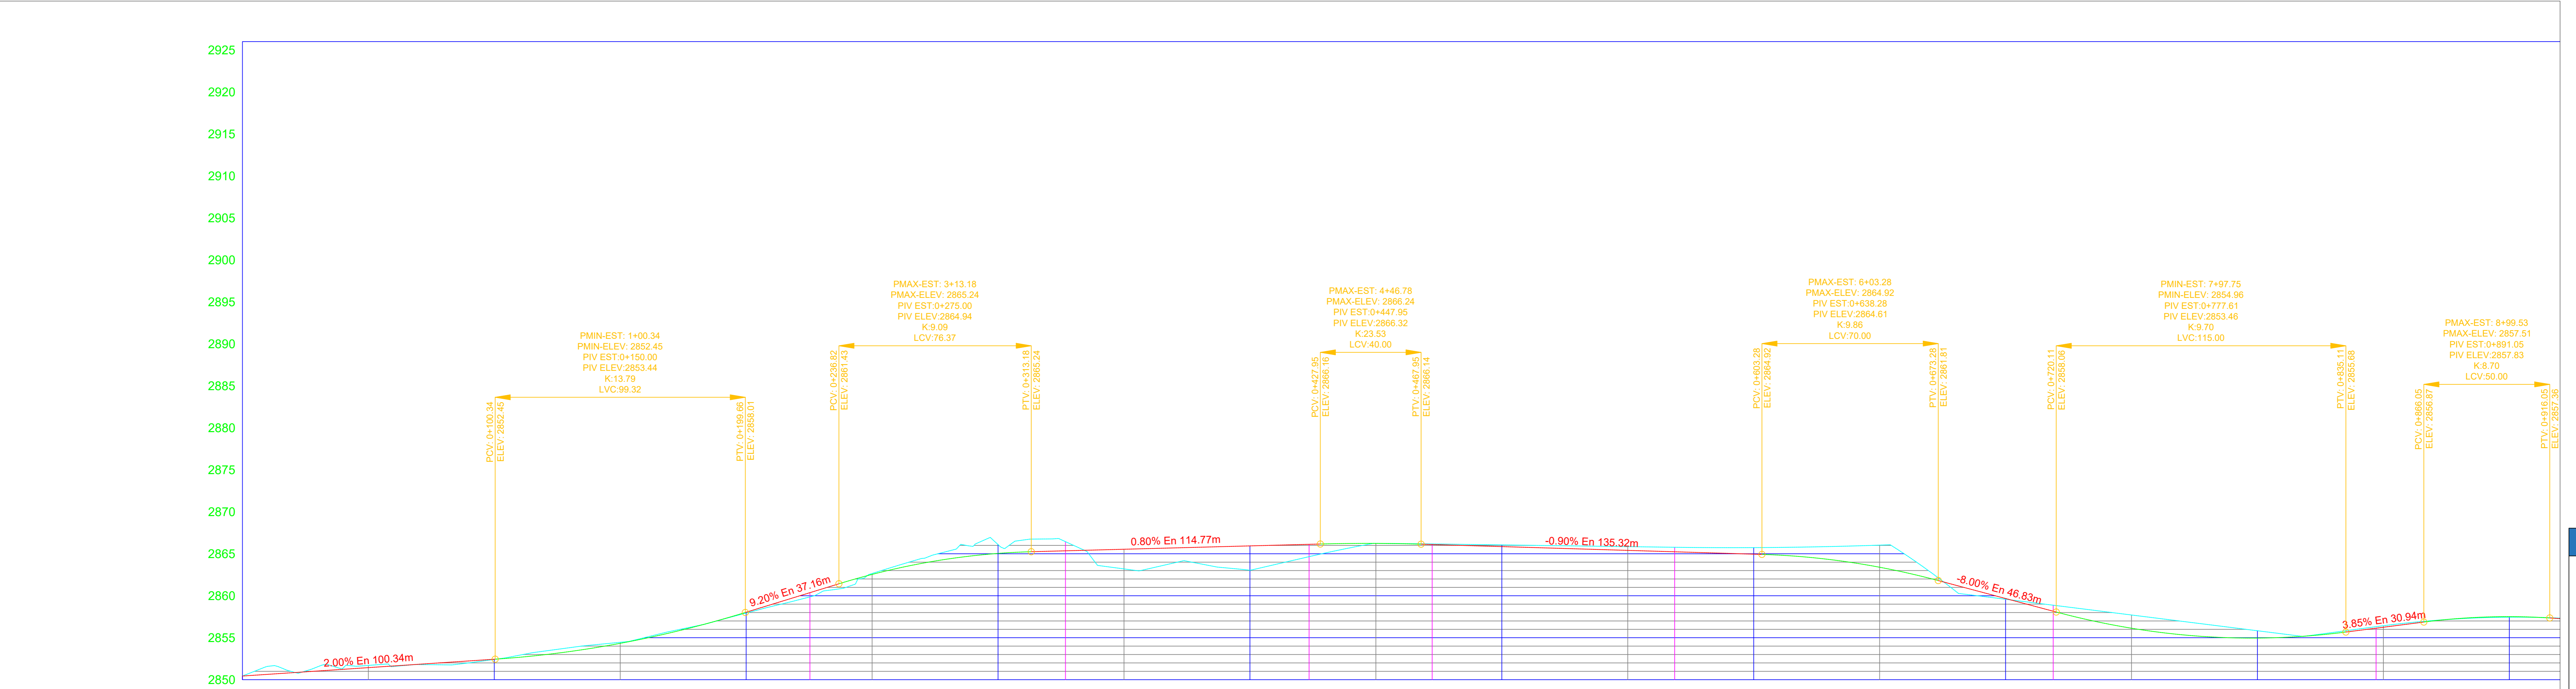 2925
2920
2915
2910
2905
2900
2895
2890
2885
2880
2875
2870
2865
2860
2855
2850
2.00% En 100.34m
PCV: 0+100.34
ELEV: 2852.45
PMIN-EST: 1+00.34
PMIN-ELEV: 2852.45
PIV EST:0+150.00
PIV ELEV:2853.44
K:13.79
LVC:99.32
PTV: 0+199.66
ELEV: 2858.01
9.20% En 37.16m
PCV: 0+236.82
ELEV: 2861.43
PMAX-EST: 3+13.18
PMAX-ELEV: 2865.24
PIV EST:0+275.00
PIV ELEV:2864.94
K:9.09
LCV:76.37
PTV: 0+313.18
ELEV: 2865.24
0.80% En 114.77m
PCV: 0+427.95
ELEV: 2866.16
PMAX-EST: 4+46.78
PMAX-ELEV: 2866.24
PIV EST:0+447.95
PIV ELEV:2866.32
K:23.53
LCV:40.00
PTV: 0+467.95
ELEV: 2866.14
-0.90% En 135.32m
PCV: 0+603.28
ELEV: 2864.92
PMAX-EST: 6+03.28
PMAX-ELEV: 2864.92
PIV EST:0+638.28
PIV ELEV:2864.61
K:9.86
LCV:70.00
PTV: 0+673.28
ELEV: 2861.81
-8.00% En 46.83m
PCV: 0+720.11
ELEV: 2858.06
PMIN-EST: 7+97.75
PMIN-ELEV: 2854.96
PIV EST:0+777.61
PIV ELEV:2853.46
K:9.70
LVC:115.00
PTV: 0+835.11
ELEV: 2855.68
3.85% En 30.94m
PCV: 0+866.05
ELEV: 2856.87
PMAX-EST: 8+99.53
PMAX-ELEV: 2857.51
PIV EST:0+891.05
PIV ELEV:2857.83
K:8.70
LCV:50.00
PTV: 0+916.05
ELEV: 2857.36